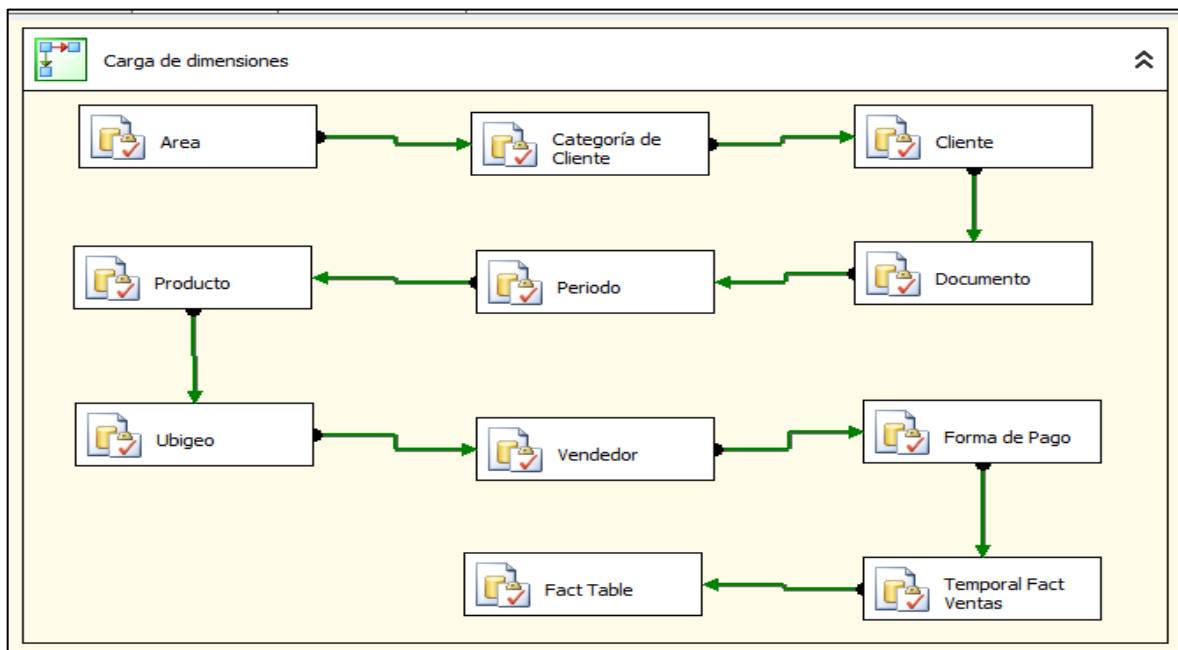 Carga de dimensiones
Area
Categoría de
Cliente
Cliente
Producto
Periodo
Documento
Ubigeo
Vendedor
Forma de Pago
Fact Table
Temporal Fact
Ventas